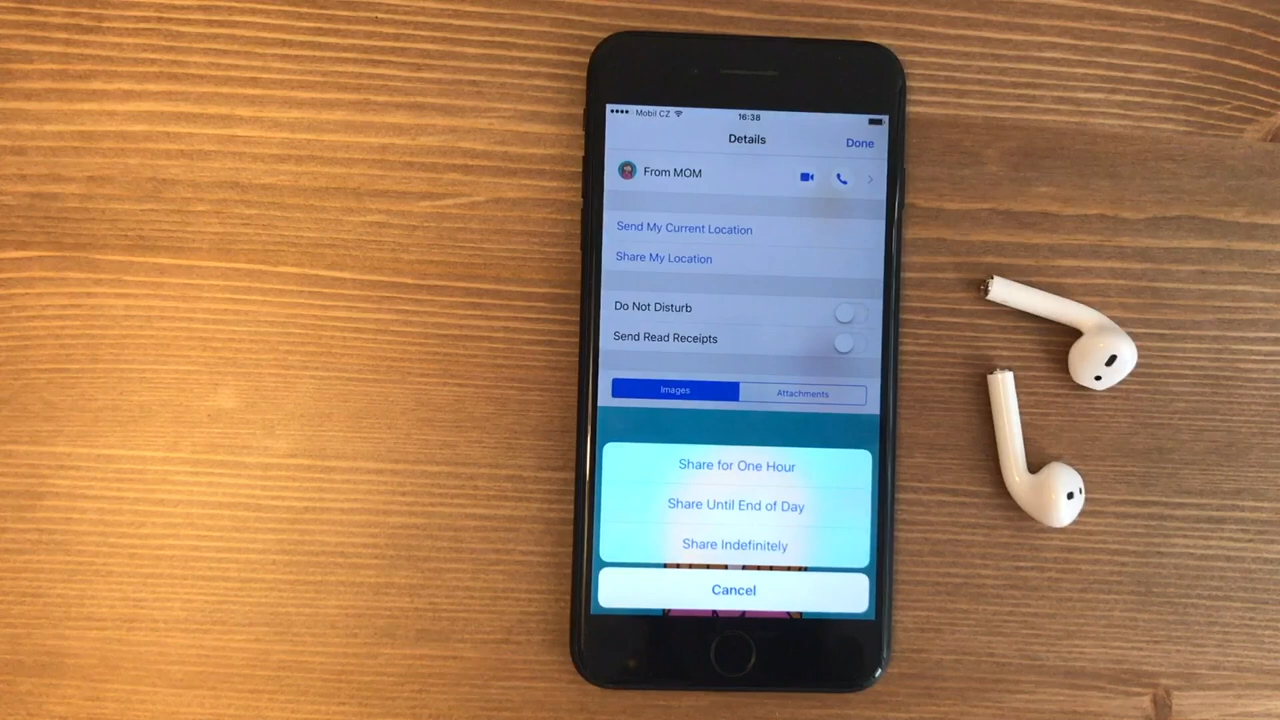 Mobil CZ 16:38
Details Done
From MOM
Send My Current Location
Share My Location
Do Not Disturb
Send Read Receipts
Images Attachments
Share for One Hour
Share Until End of Day
Share Indefinitely
Cancel